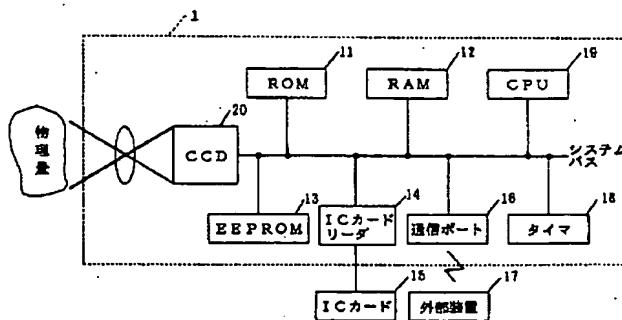 1
11
12
19
ROM
RAM
CPU
20
物理量
CCD
システム
バス
13
14
16
18
EEPROM
ICカード
リーダ
通信ポート
タイマ
15
17
ICカード
外部装置